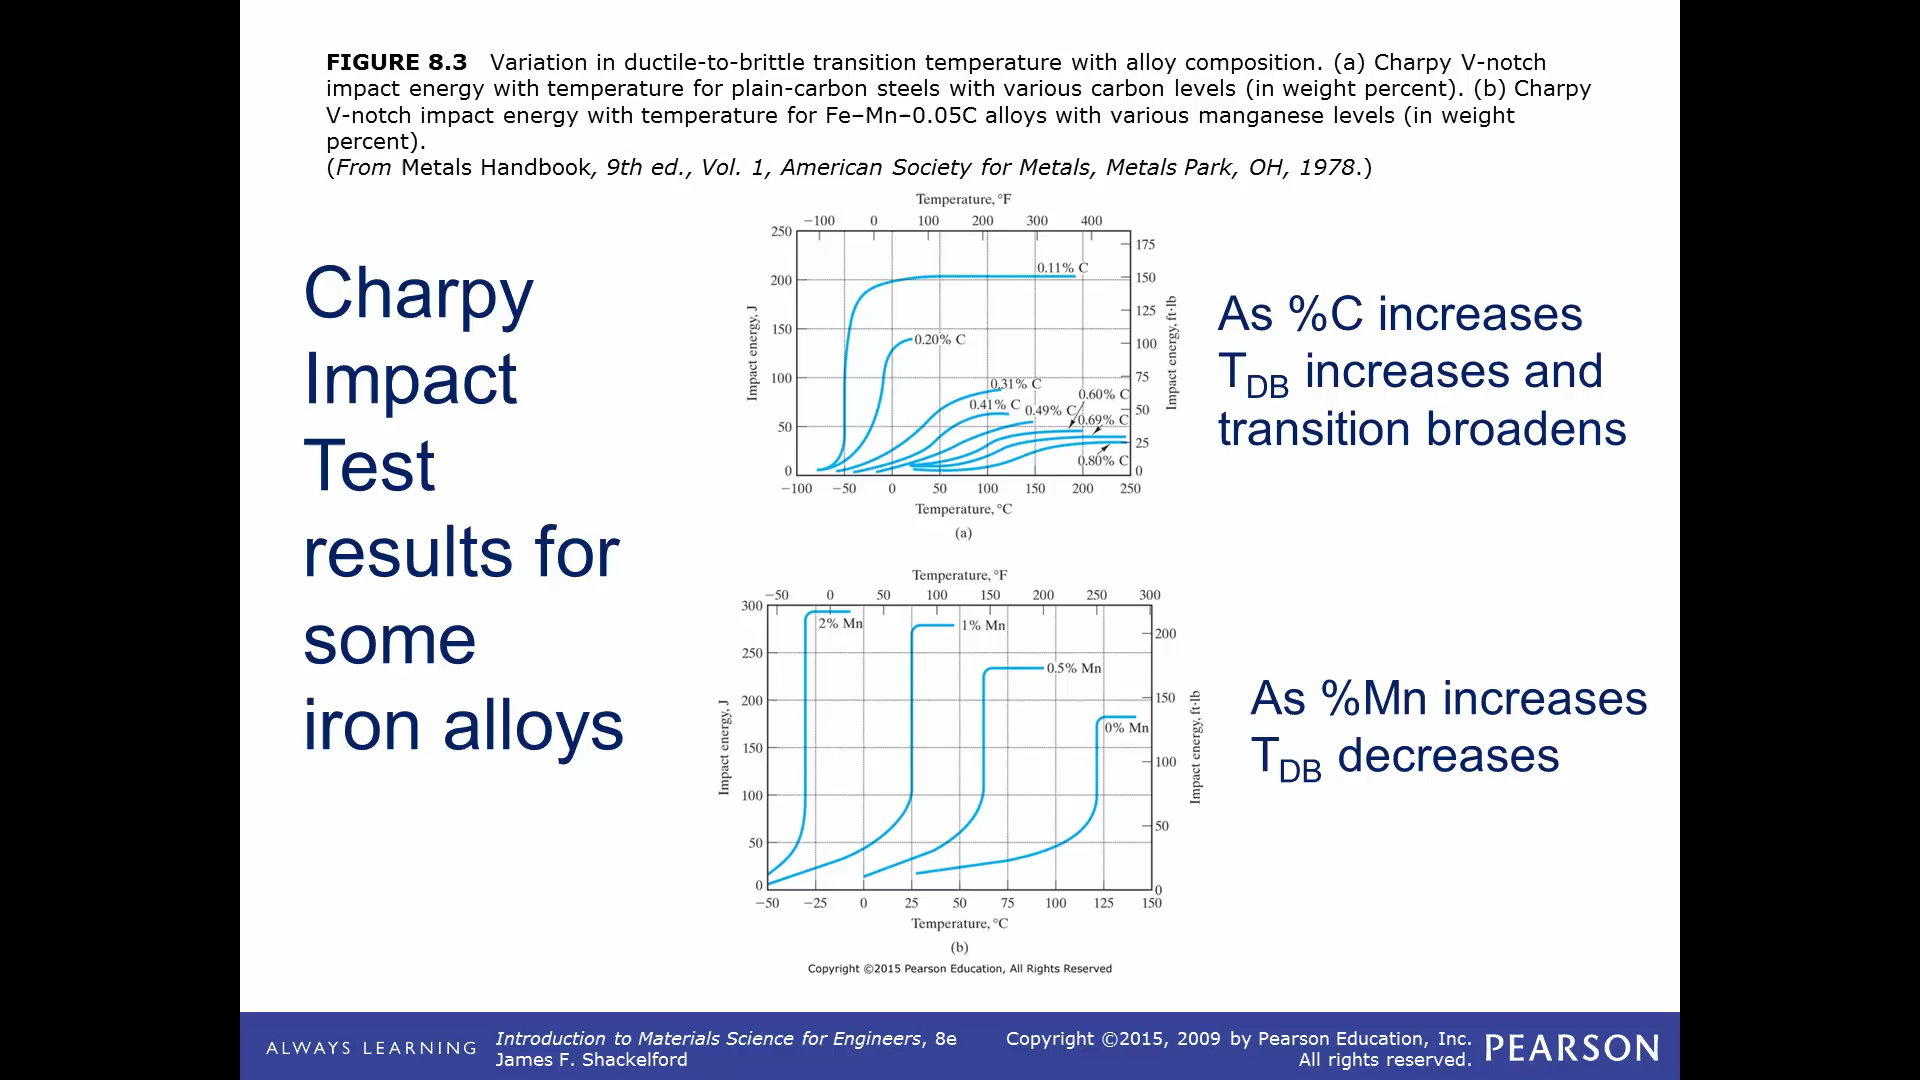 FIGURE 8.3 Variation in ductile-to-brittle transition temperature with alloy composition. (a) Charpy V-notch
impact energy with temperature for plain-carbon steels with various carbon levels (in weight percent). (b) Charpy
V-notch impact energy with temperature for Fe–Mn–0.05C alloys with various manganese levels (in weight
percent).
(From Metals Handbook, 9th ed., Vol. 1, American Society for Metals, Metals Park, OH, 1978.)
Charpy
Impact
Test
results for
some
iron alloys
Temperature, °F
−100 0 100 200 300 400
250
200
150
100
50
0
Impact energy, J
0.11% C
0.20% C
0.31% C
0.41% C
0.49% C
0.60% C
0.69% C
0.80% C
175
150
125
100
75
50
25
0
Impact energy, ft·lb
−100 −50 0 50 100 150 200 250
Temperature, °C
(a)
As %C increases
TDB increases and
transition broadens
Temperature, °F
−50 0 50 100 150 200 250 300
300
250
200
150
100
50
0
Impact energy, J
2% Mn
1% Mn
0.5% Mn
0% Mn
200
150
100
50
0
Impact energy, ft·lb
−50 −25 0 25 50 75 100 125 150
Temperature, °C
(b)
As %Mn increases
TDB decreases
Copyright ©2015 Pearson Education, All Rights Reserved
ALWAYS LEARNING
Introduction to Materials Science for Engineers, 8e
James F. Shackelford
Copyright ©2015, 2009 by Pearson Education, Inc.
All rights reserved.
PEARSON